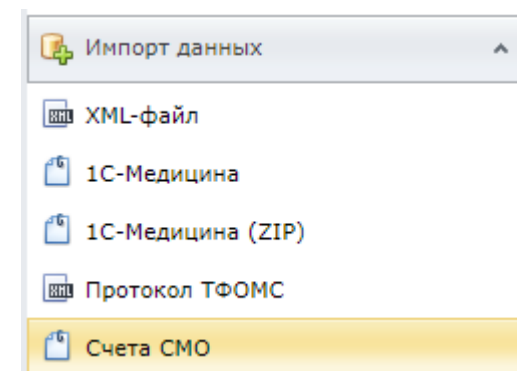 Импорт данных
XML-файл
1С-Медицина
1С-Медицина (ZIP)
Протокол ТФОМС
Счета СМО